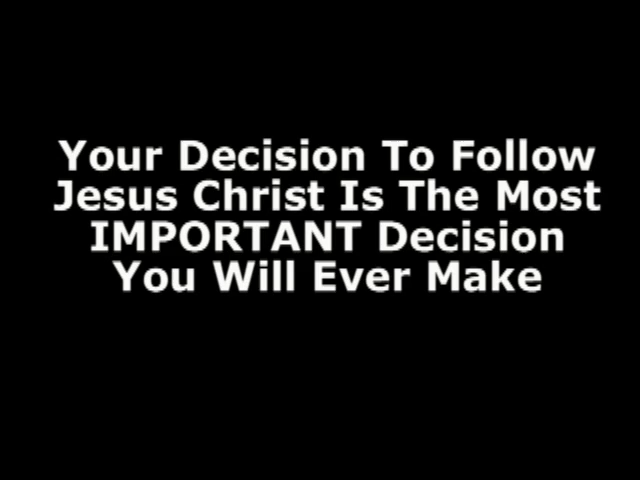 Your Decision To Follow
Jesus Christ Is The Most
IMPORTANT Decision
You Will Ever Make